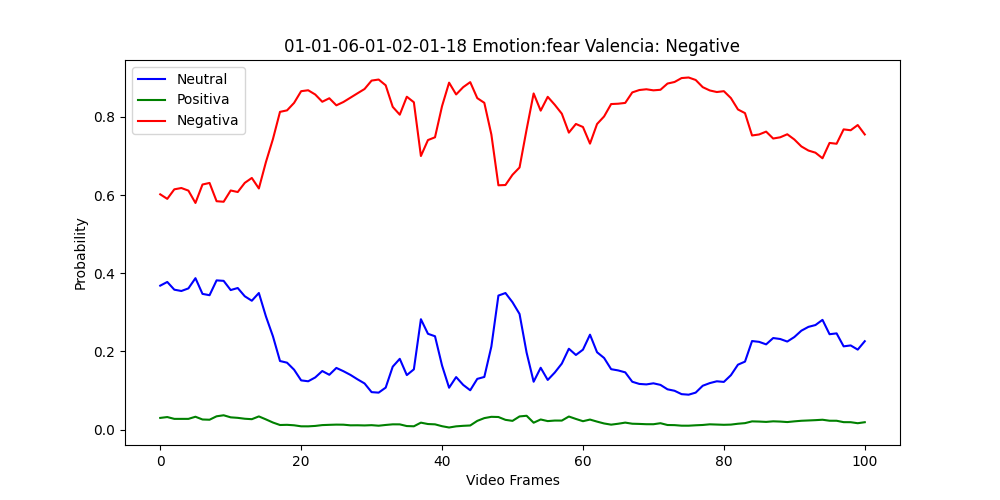 01-01-06-01-02-01-18 Emotion:fear Valencia: Negative
Neutral
Positiva
Negativa
Probability
0.8
0.6
0.4
0.2
0.0
0 20 40 60 80 100
Video Frames